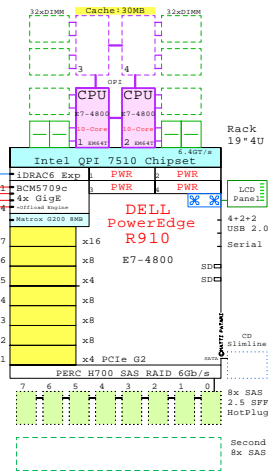 32xDIMM Cache:30MB 32xDIMM
3 4
QPI
CPU CPU
E7-4800 E7-4800
10-Core 10-Core
1 EM64T 2 EM64T
Rack
19"4U
6.4GT/s
Intel QPI 7510 Chipset
iDRAC6 Exp 1 PWR 2 PWR
BCM5709c 3 PWR 4 PWR
4x GigE
+Offload Engine
LCD
Panel
Matrox G200 8MB
DELL
PowerEdge
R910
4+2+2
USB 2.0
Serial
7 x16
E7-4800
6 x8
SD
5 x4
SD
4 x8
3 x8
2 x8
CD
Slimline
1 x4 PCIe G2
SATA
PERC H700 SAS RAID 6Gb/s
7 6 5 4 3 2 1 0
8x SAS
2.5 SFF
HotPlug
Second
8x SAS